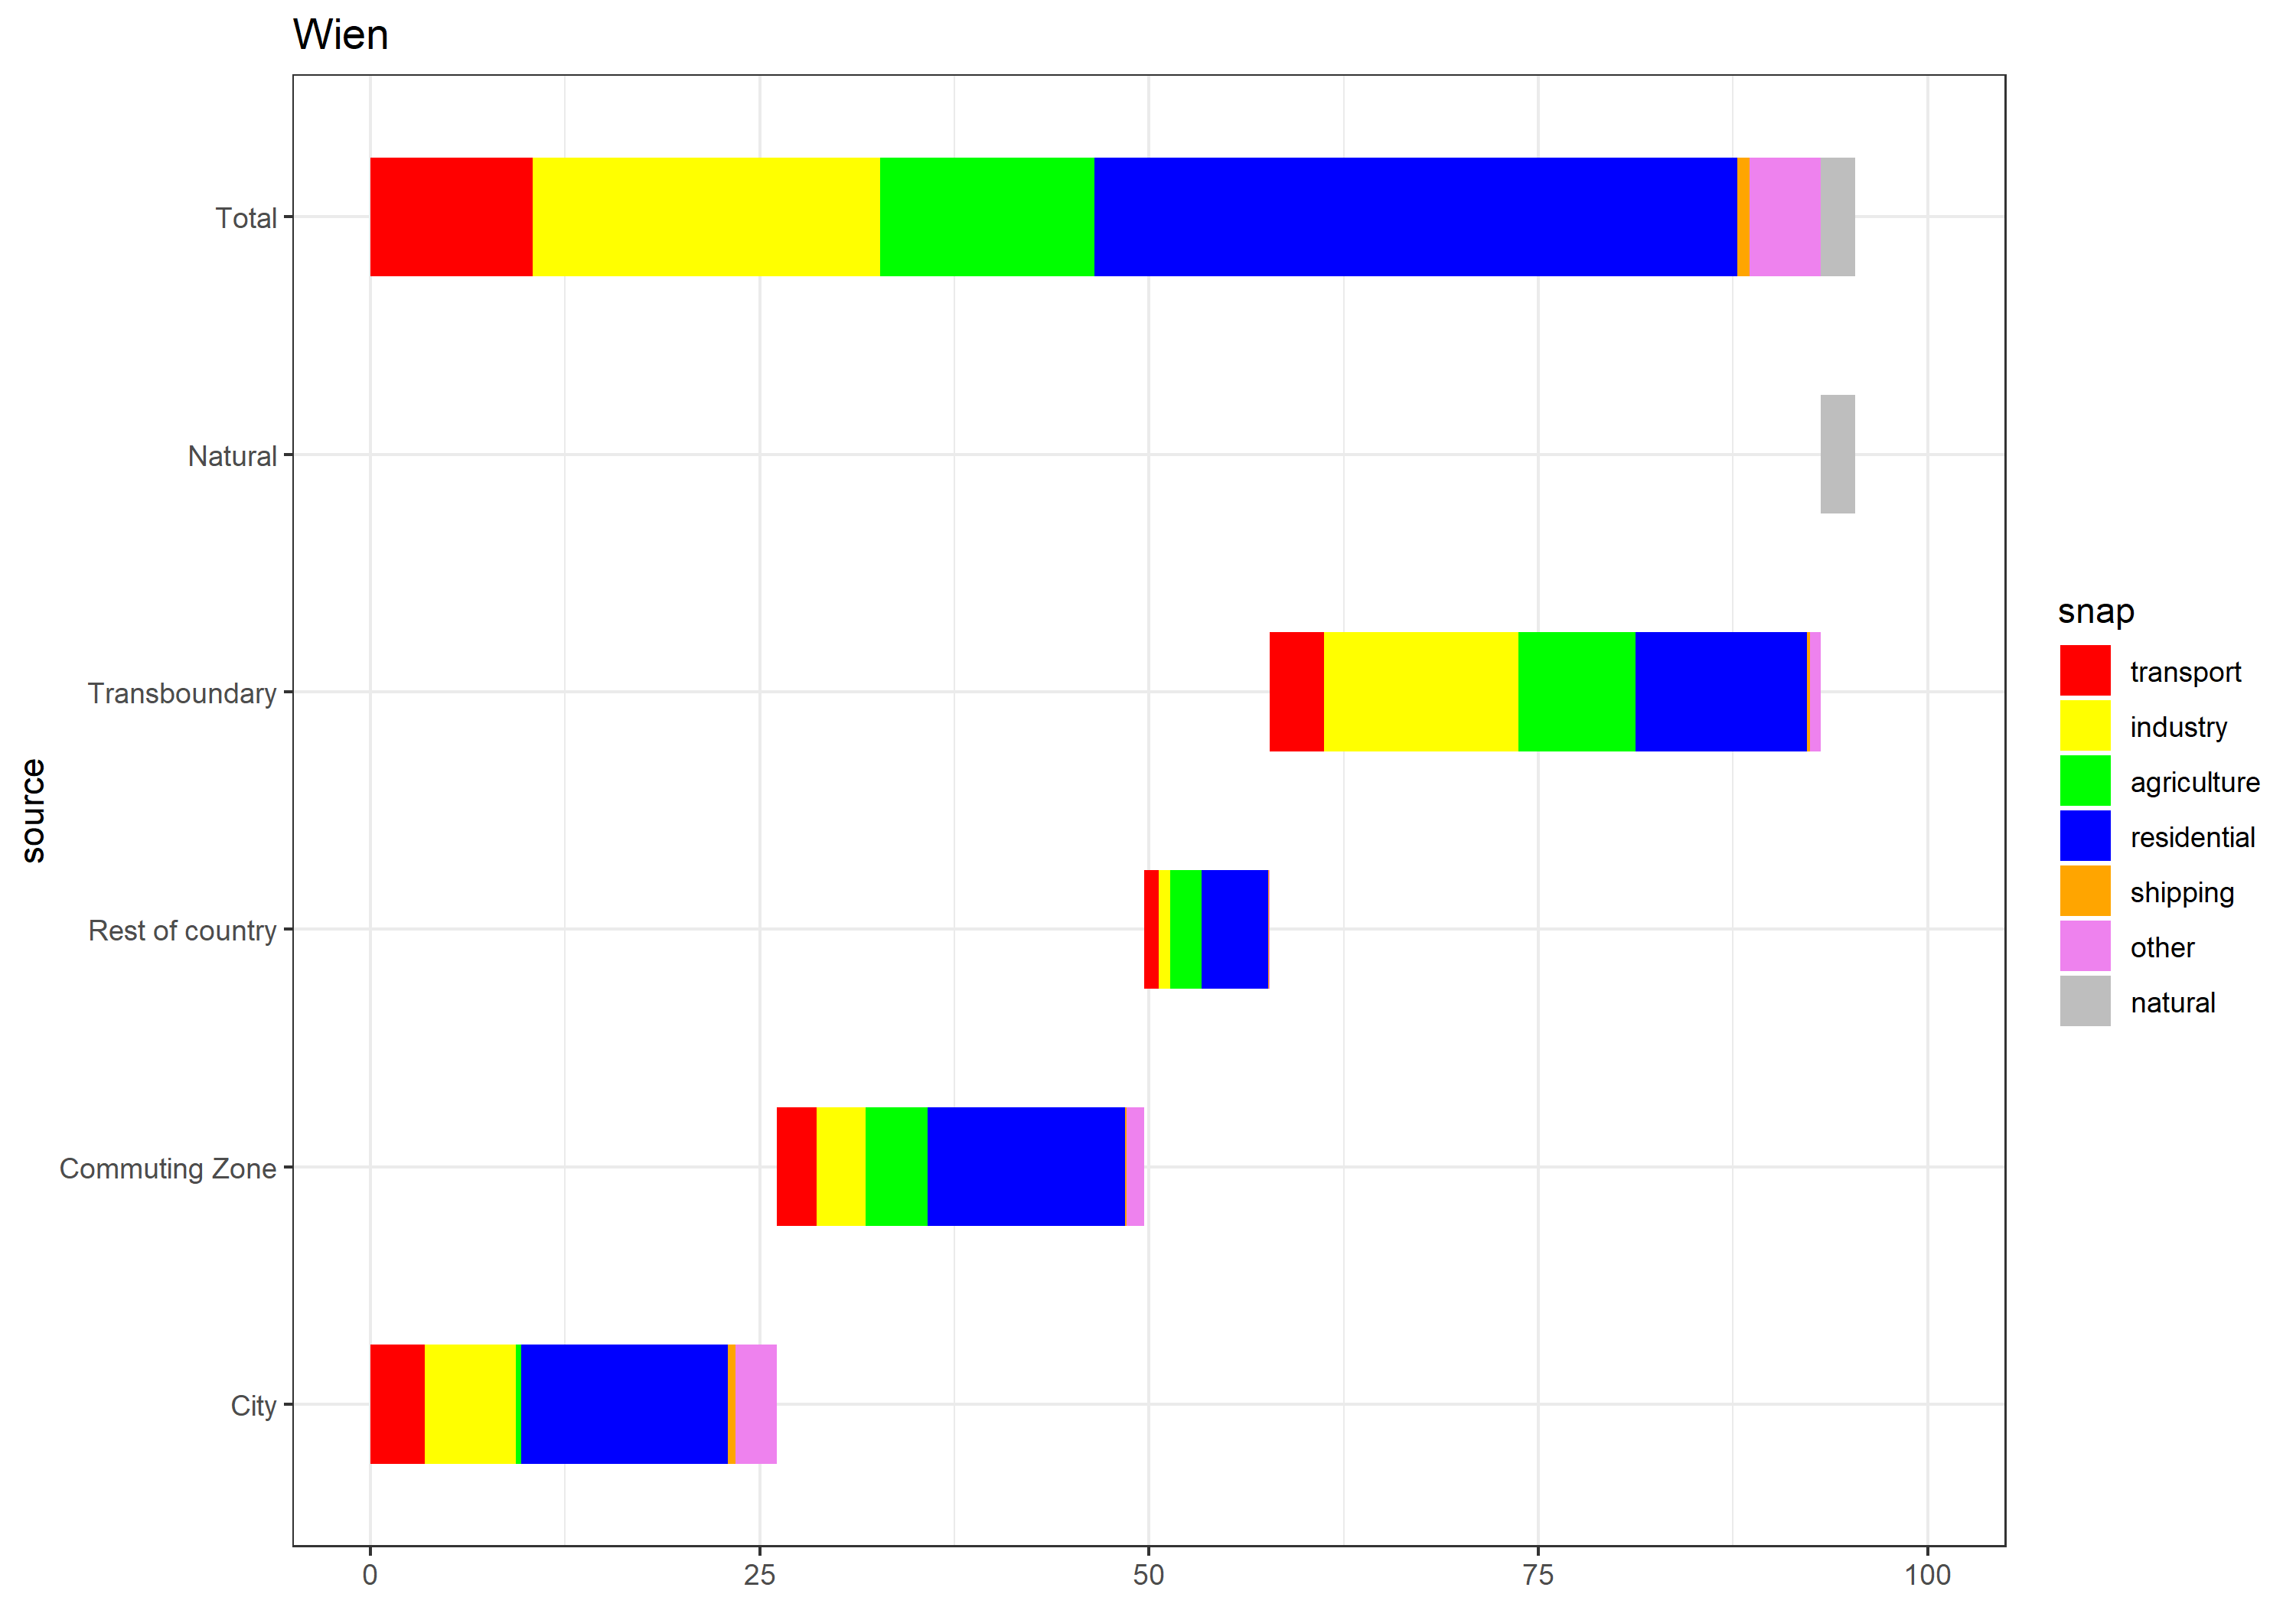 Wien
Total
Natural
Transboundary
Rest of country
Commuting Zone
City
source
0 25 50 75 100
snap
transport
industry
agriculture
residential
shipping
other
natural